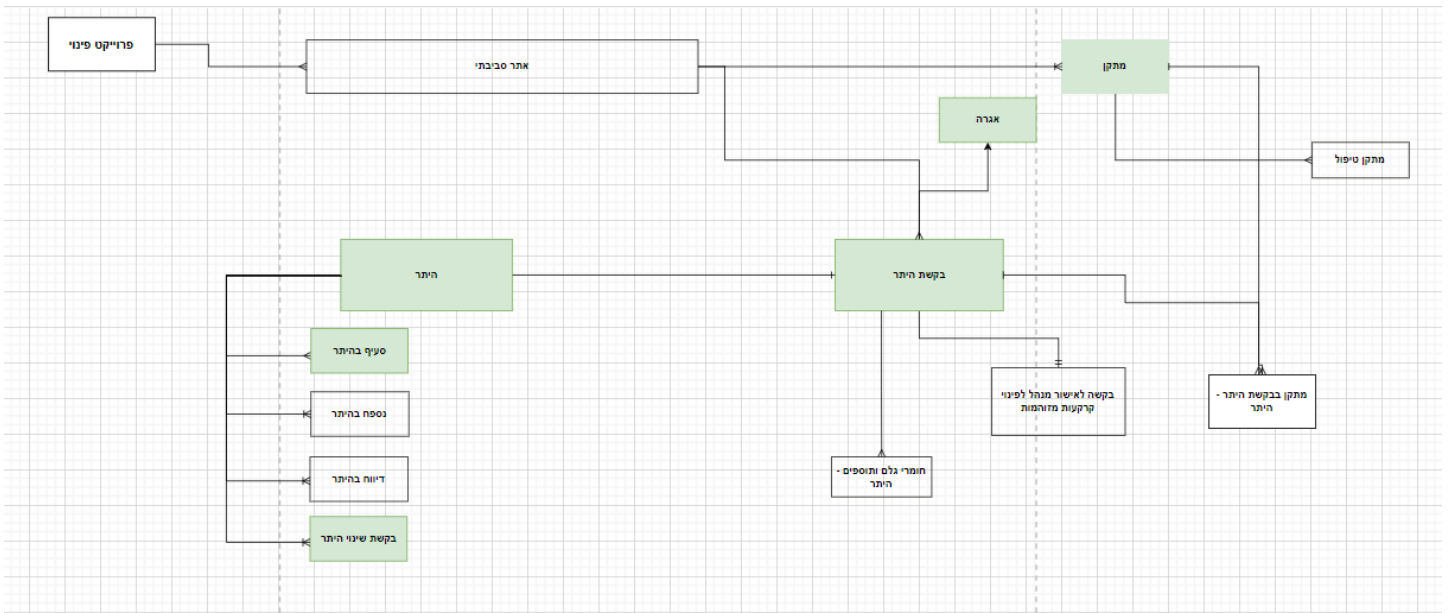 פרוייקט פינוי
אתר סביבתי
מתקן
אגרה
מתקן טיפול
היתר
בקשת היתר
סעיף בהיתר
נספח בהיתר
דיווח בהיתר
בקשת שינוי היתר
חומרי גלם ותוספים -
היתר
בקשה לאישור מנהל לפינוי
קרקעות מזוהמות
מתקן בבקשת היתר -
היתר